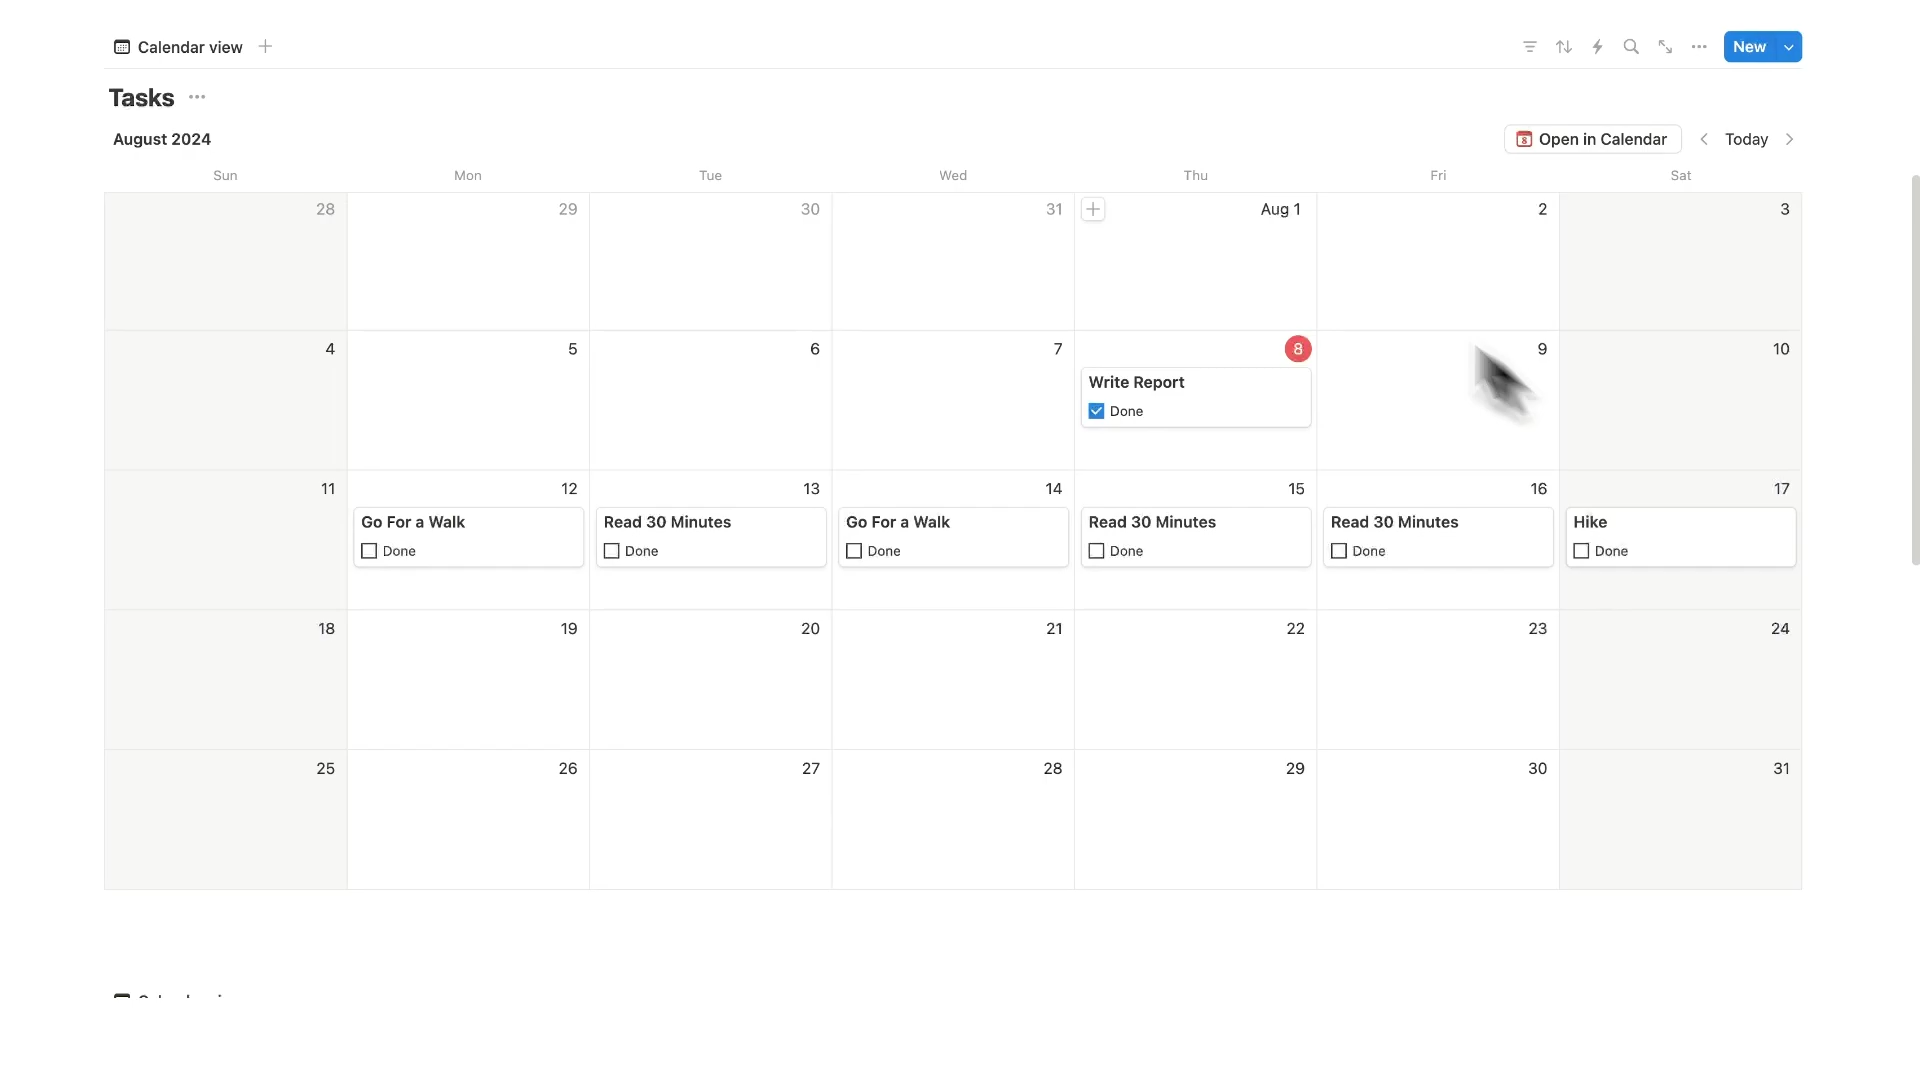 Calendar view
New
Tasks
August 2024
8 Open in Calendar Today
Sun Mon Tue Wed Thu Fri Sat
28 29 30 31 Aug 1 2 3
4 5 6 7 8 9 10
Write Report
Done
11 12 13 14 15 16 17
Go For a Walk Read 30 Minutes Go For a Walk Read 30 Minutes Read 30 Minutes Hike
Done Done Done Done Done Done
18 19 20 21 22 23 24
25 26 27 28 29 30 31